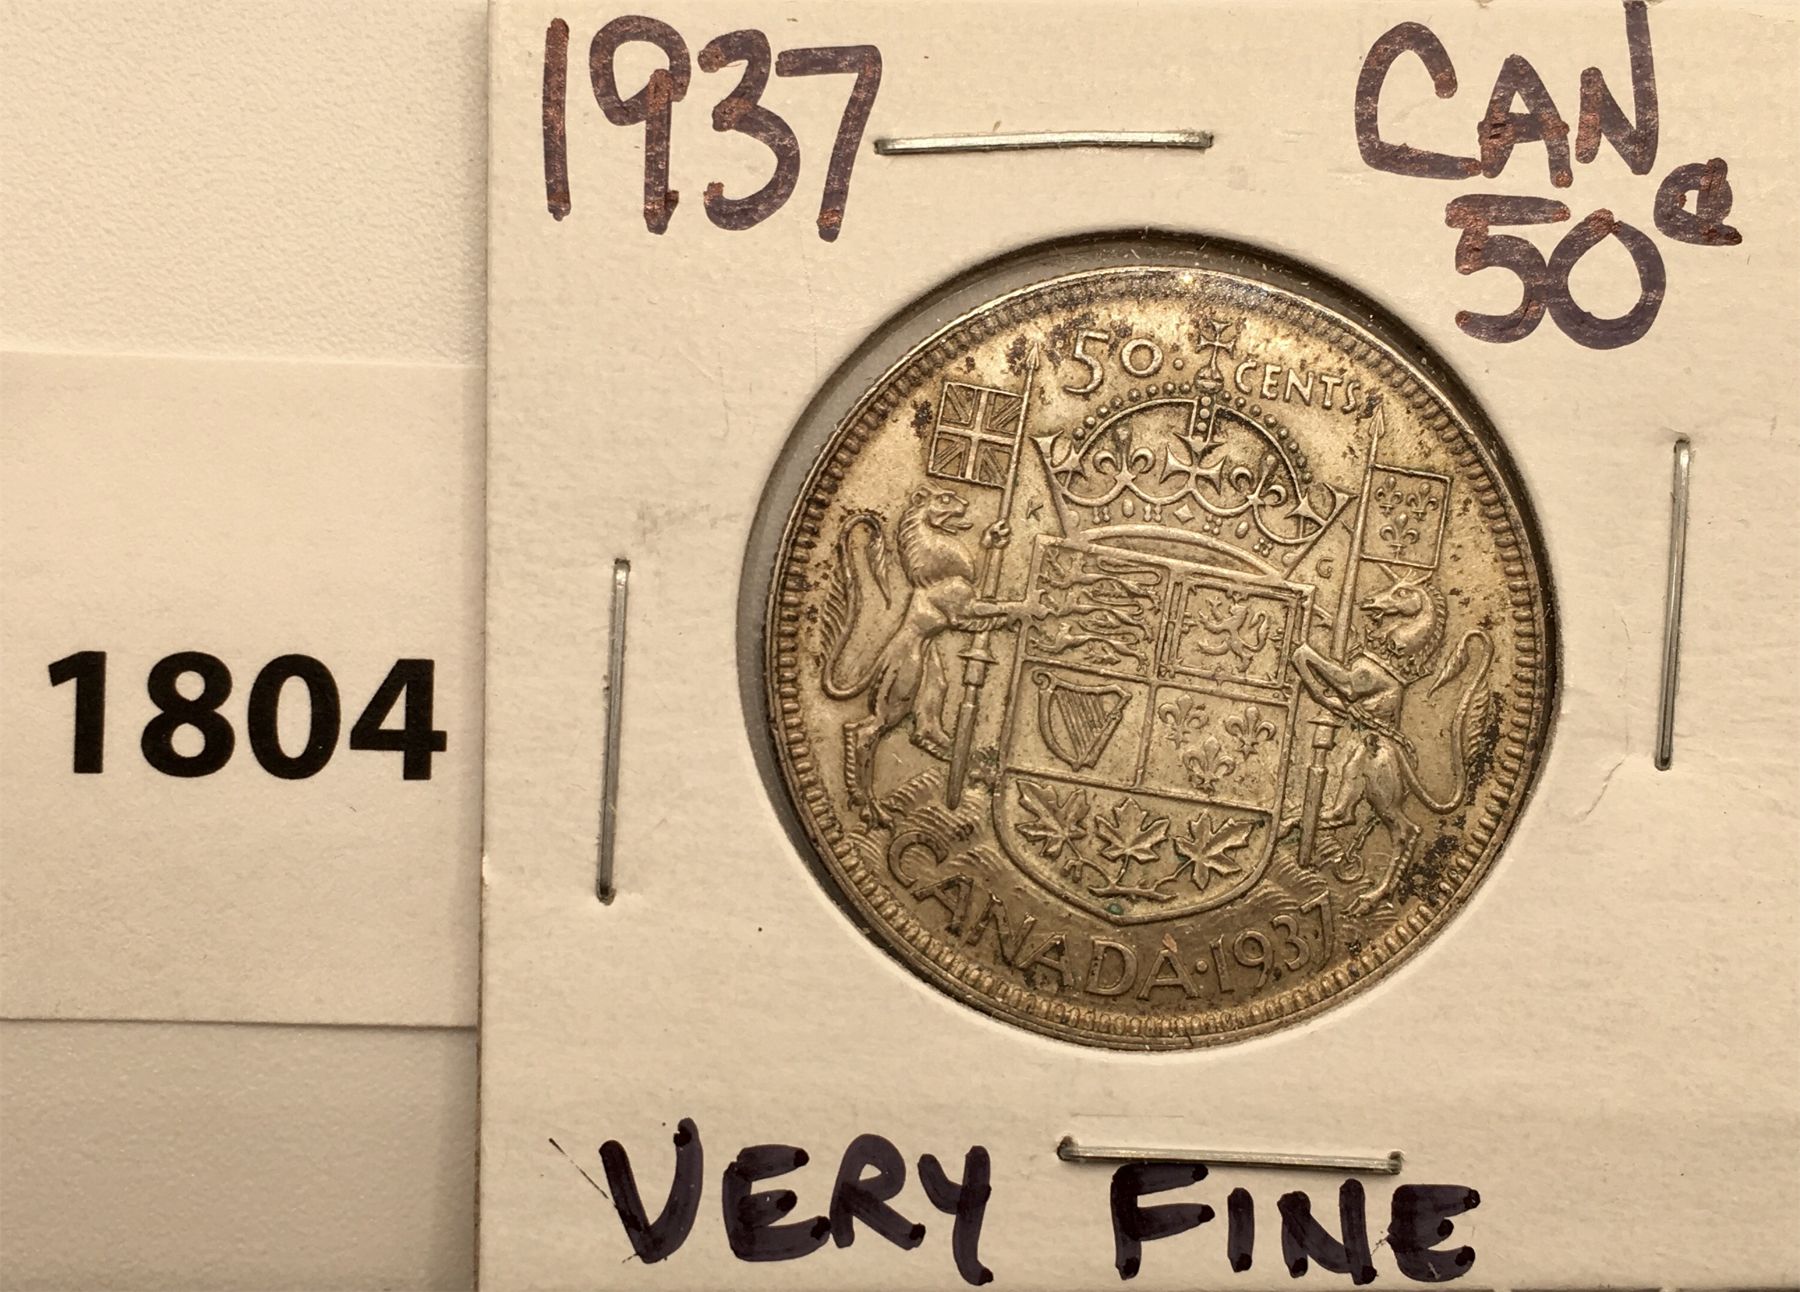 1937
CAN
50¢
50 · CENTS
K
G
CANADA · 1937
1804
VERY FINE